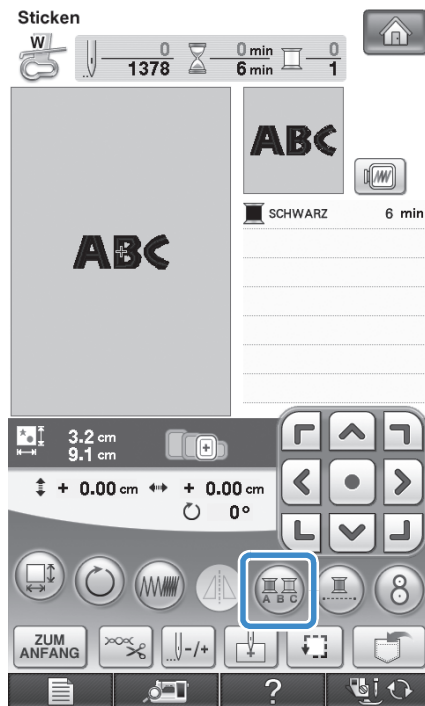 Sticken
W
0 0 min 0
1378 6 min 1
ABC
SCHWARZ 6 min
ABC
3.2 cm
9.1 cm
+ 0.00 cm + 0.00 cm
0°
A B C
8
ZUM
ANFANG
-/+
?